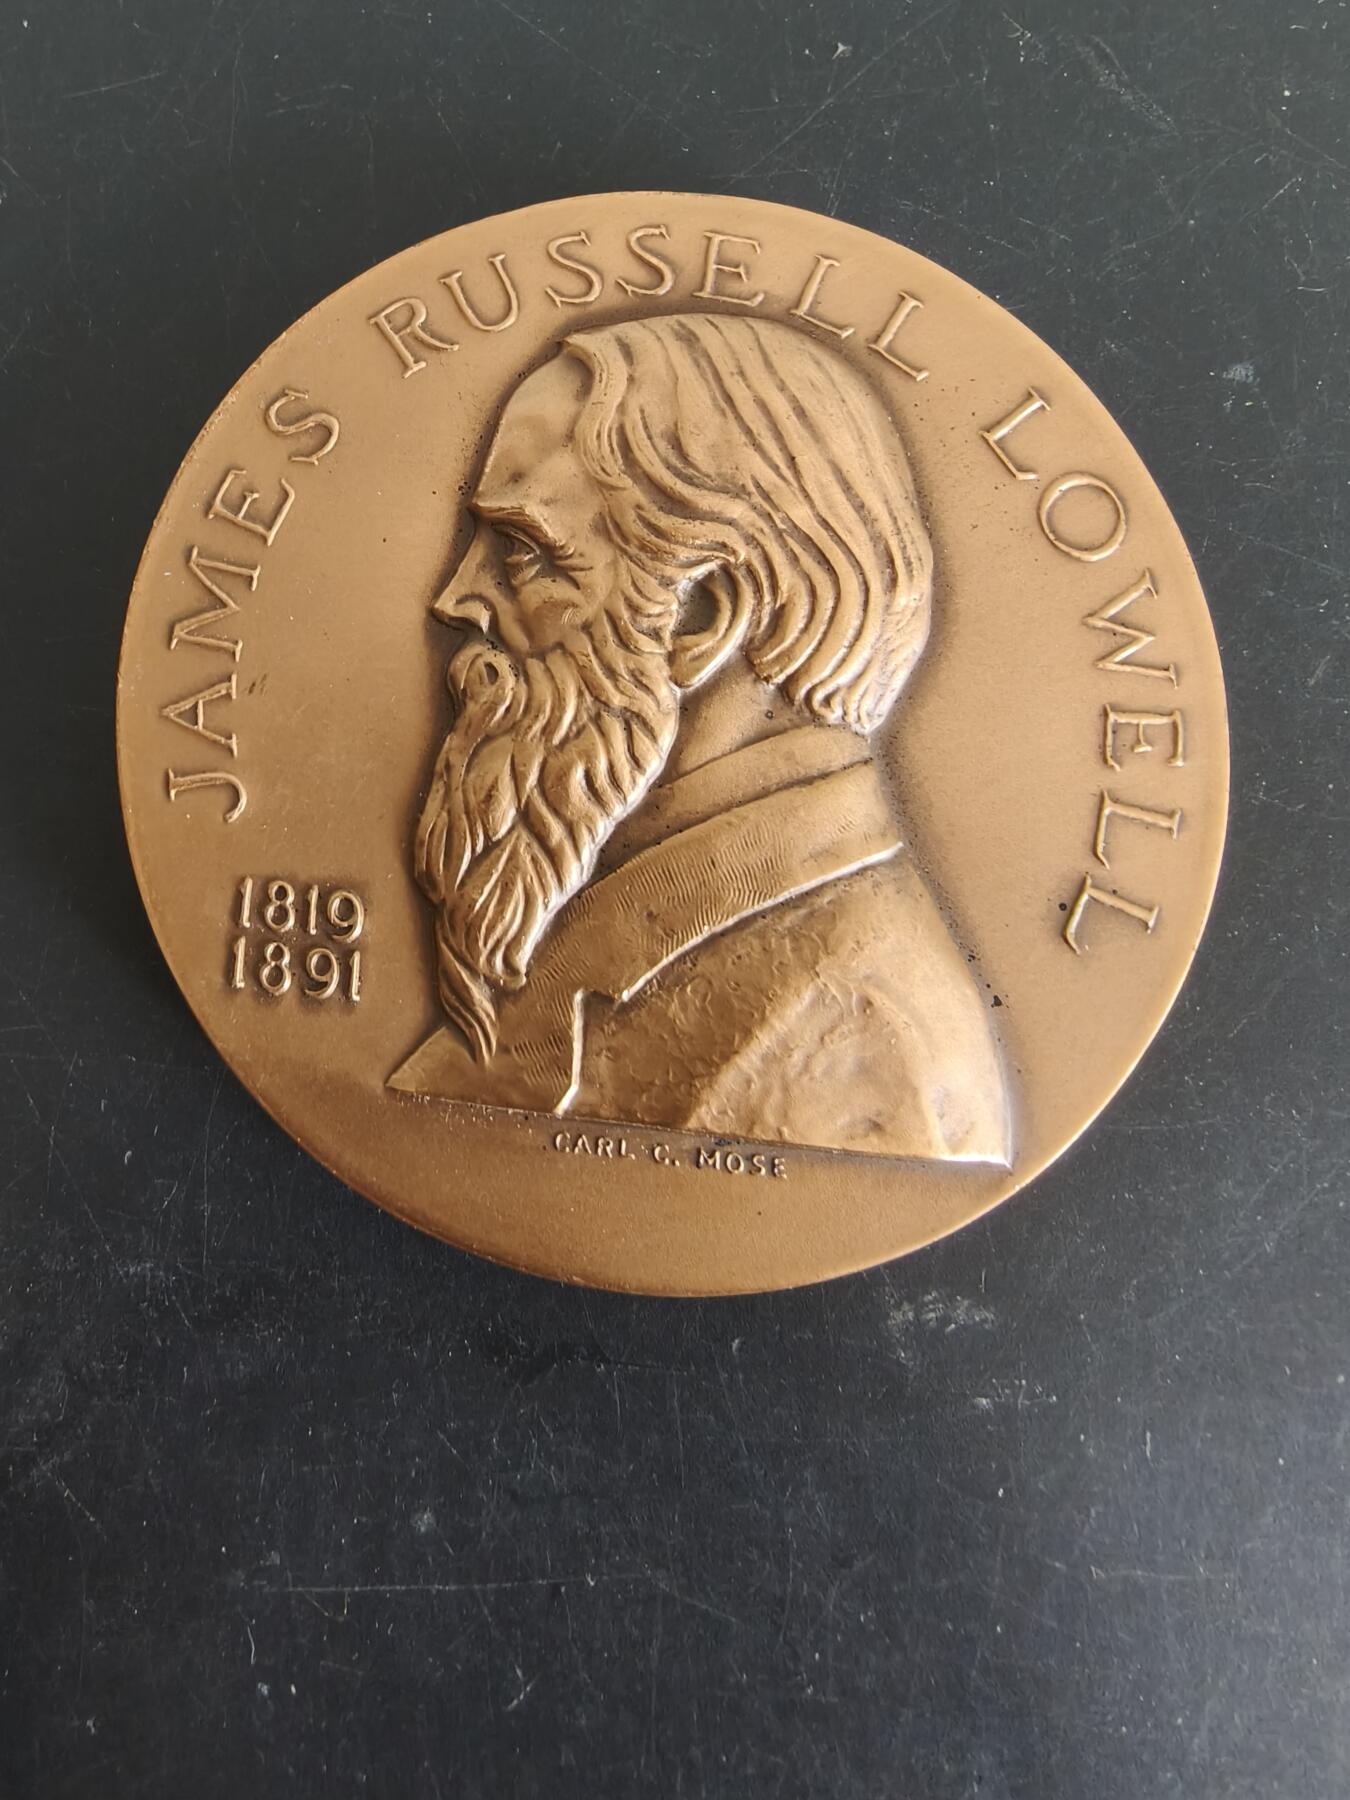 JAMES RUSSELL LOWELL
1819
1891
CARL C. MOSE